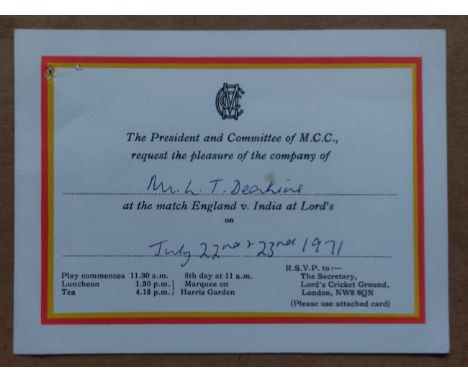 MCC
The President and Committee of M.C.C.,
request the pleasure of the company of
Mr. L. T. Deakins
at the match England v. India at Lord's
on
July 22nd & 23rd 1971
Play commences 11.30 a.m. 5th day at 11 a.m.
Luncheon 1.30 p.m. } Marquee on
Tea 4.15 p.m. } Harris Garden
R.S.V.P. to:—
The Secretary,
Lord's Cricket Ground,
London, NW8 8QN
(Please use attached card)